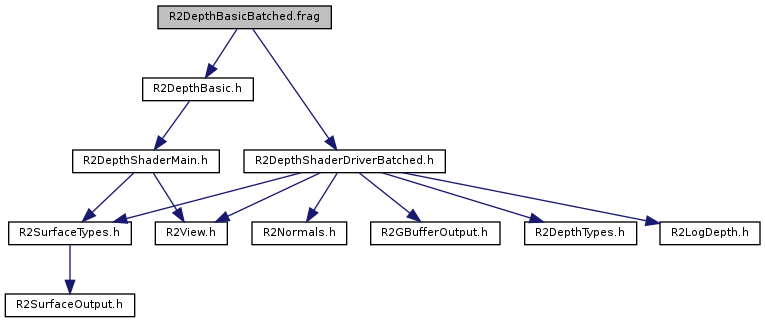 R2DepthBasicBatched.frag
R2DepthBasic.h
R2DepthShaderMain.h
R2DepthShaderDriverBatched.h
R2SurfaceTypes.h
R2View.h
R2Normals.h
R2GBufferOutput.h
R2DepthTypes.h
R2LogDepth.h
R2SurfaceOutput.h